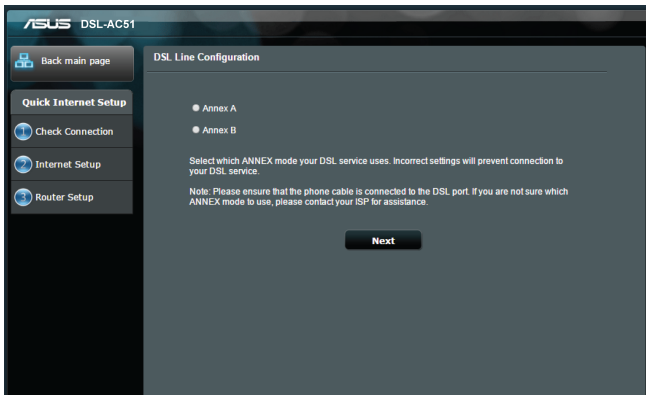 ASUS DSL-AC51
Back main page
Quick Internet Setup
1 Check Connection
2 Internet Setup
3 Router Setup
DSL Line Configuration
Annex A
Annex B
Select which ANNEX mode your DSL service uses. Incorrect settings will prevent connection to
your DSL service.
Note: Please ensure that the phone cable is connected to the DSL port. If you are not sure which
ANNEX mode to use, please contact your ISP for assistance.
Next